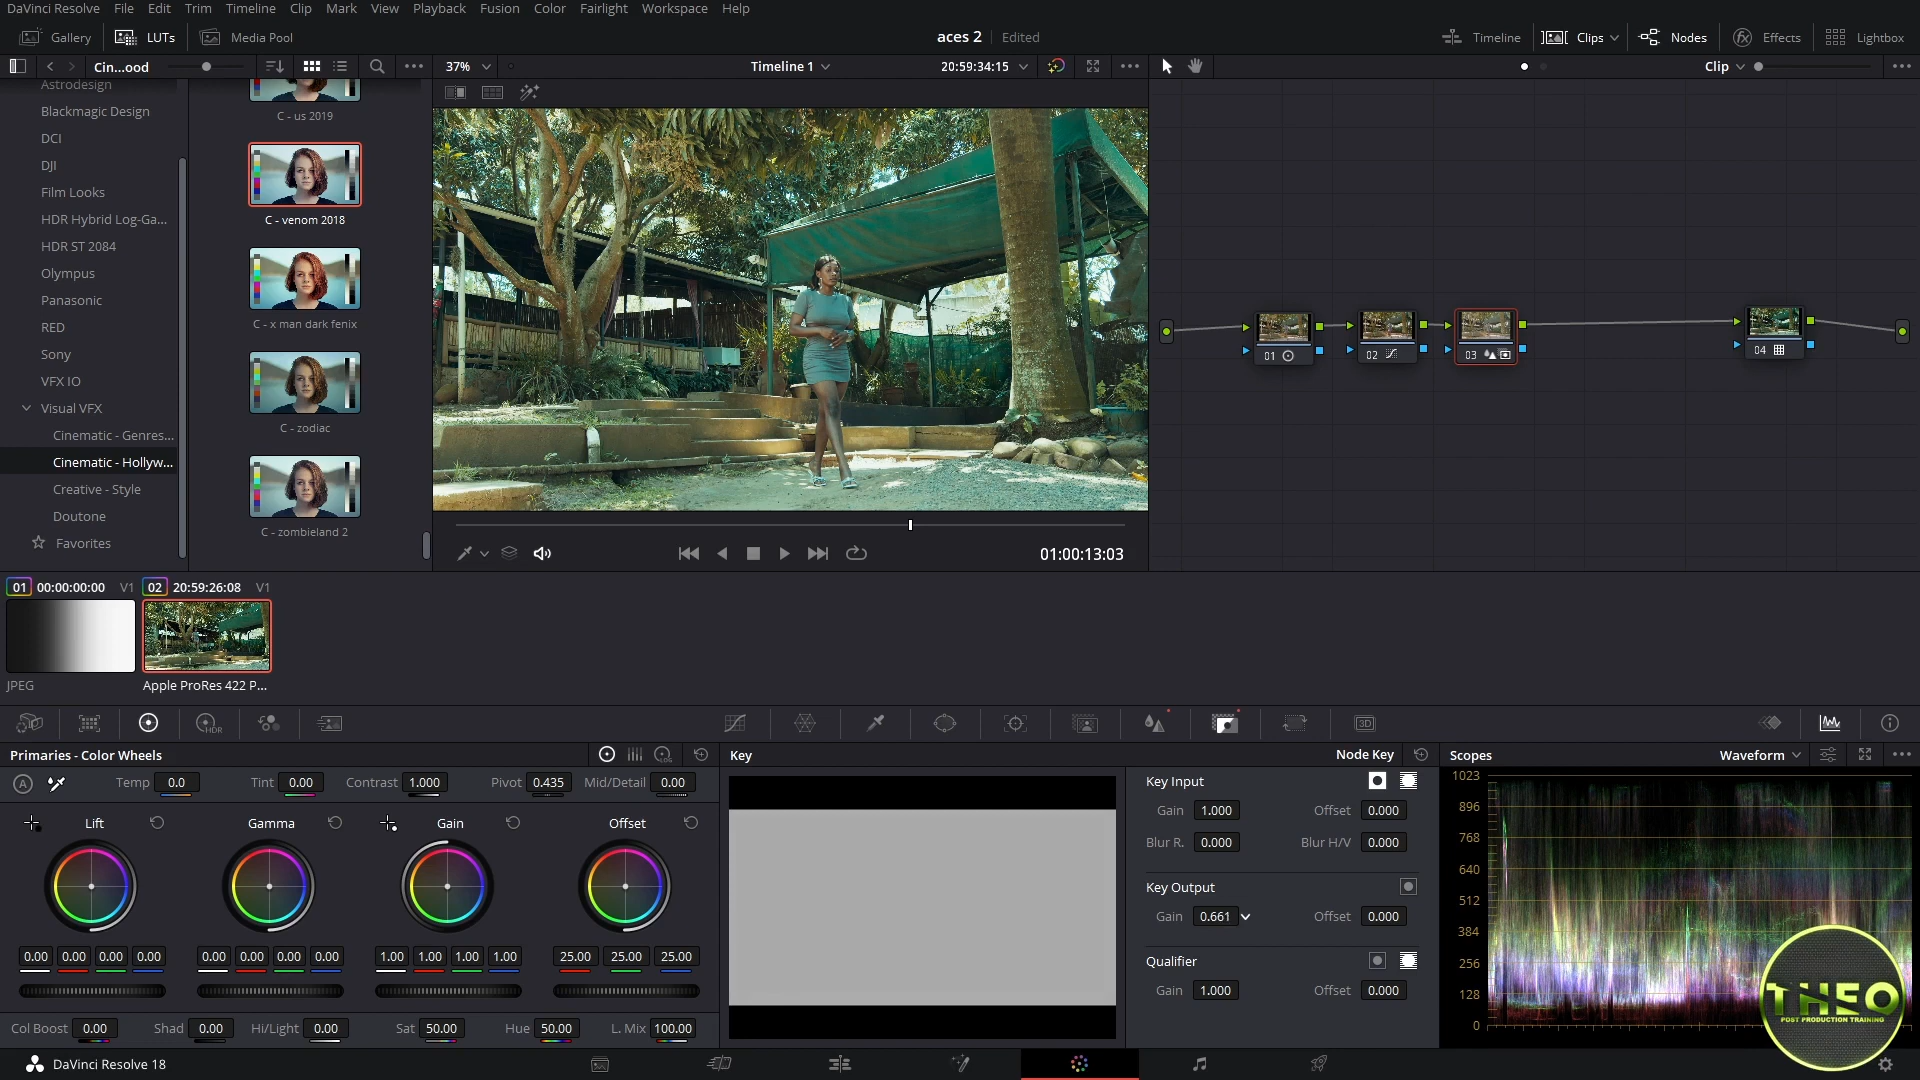 DaVinci Resolve File Edit Trim Timeline Clip Mark View Playback Fusion Color Fairlight Workspace Help
Gallery LUTs Media Pool aces 2 Edited Timeline Clips Nodes Effects Lightbox
Cin...ood 37% Timeline 1 20:59:34:15 Clip
Astrodesign
Blackmagic Design
DCI
DJI
Film Looks
HDR Hybrid Log-Ga...
HDR ST 2084
Olympus
Panasonic
RED
Sony
VFX IO
Visual VFX
Cinematic - Genres...
Cinematic - Hollyw...
Creative - Style
Doutone
Favorites
C - us 2019
C - venom 2018
C - x man dark fenix
C - zodiac
C - zombieland 2
01
02
03
04
01:00:13:03
01 00:00:00:00 V1 02 20:59:26:08 V1
JPEG Apple ProRes 422 P...
HDR
3D
Primaries - Color Wheels
LOG
A Temp 0.0 Tint 0.00 Contrast 1.000 Pivot 0.435 Mid/Detail 0.00
Lift Gamma Gain Offset
0.00 0.00 0.00 0.00 0.00 0.00 0.00 0.00 1.00 1.00 1.00 1.00 25.00 25.00 25.00
Col Boost 0.00 Shad 0.00 Hi/Light 0.00 Sat 50.00 Hue 50.00 L. Mix 100.00
Key Node Key
Key Input
Gain 1.000 Offset 0.000
Blur R. 0.000 Blur H/V 0.000
Key Output
Gain 0.661 Offset 0.000
Qualifier
Gain 1.000 Offset 0.000
Scopes Waveform
1023
896
768
640
512
384
256
128
0
THEO
POST PRODUCTION TRAINING
DaVinci Resolve 18